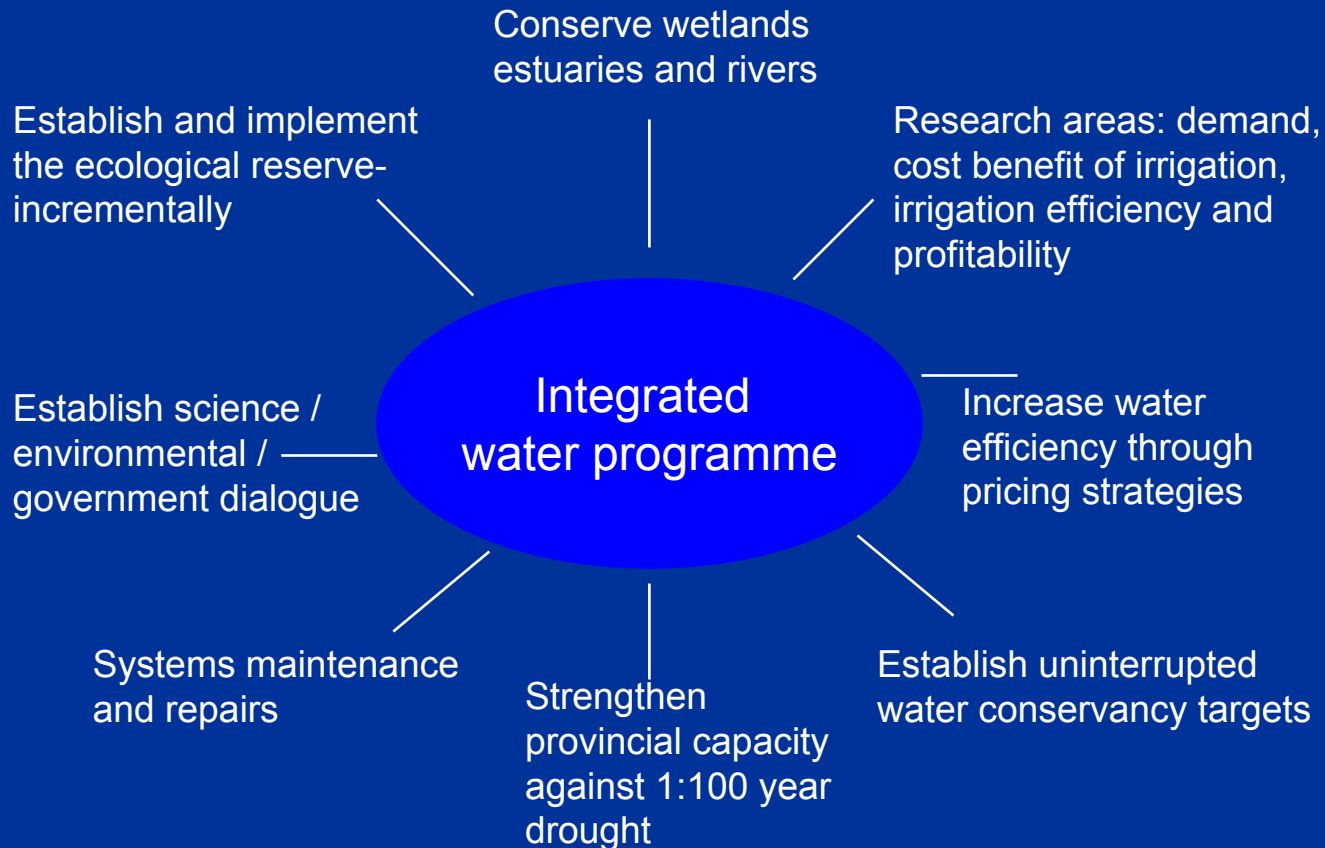 Conserve wetlands
estuaries and rivers
Establish and implement
the ecological reserve-
incrementally
Research areas: demand,
cost benefit of irrigation,
irrigation efficiency and
profitability
Integrated
water programme
Establish science /
environmental /
government dialogue
Increase water
efficiency through
pricing strategies
Systems maintenance
and repairs
Strengthen
provincial capacity
against 1:100 year
drought
Establish uninterrupted
water conservancy targets